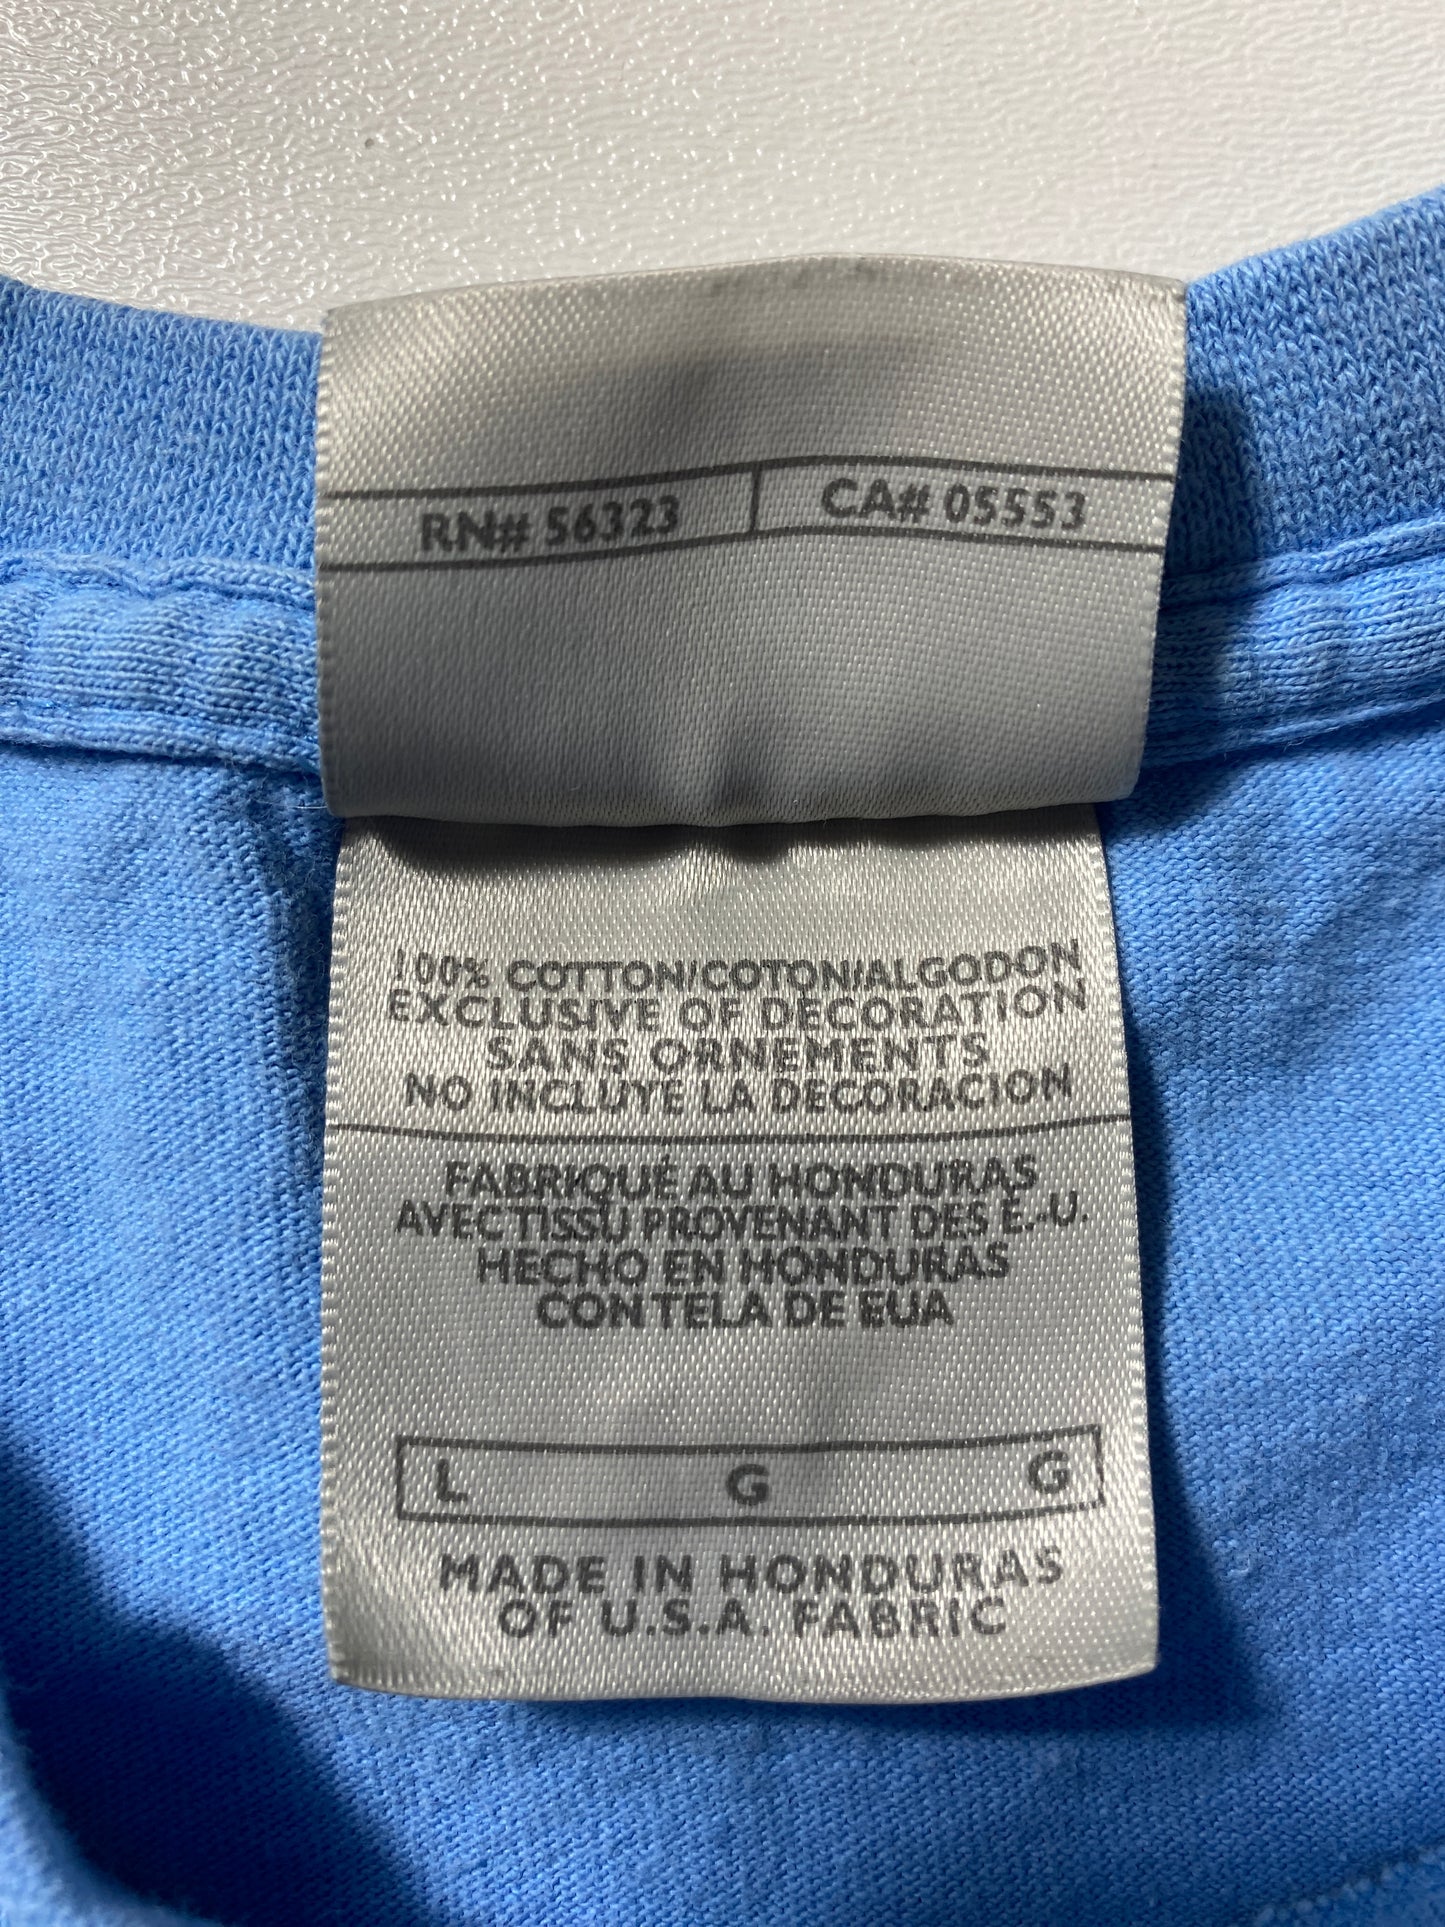 RN# 56323 CA# 05553
100% COTTON/COTON/ALGODON
EXCLUSIVE OF DECORATION
SANS ORNEMENTS
NO INCLUYE LA DECORACION
FABRIQUÉ AU HONDURAS
AVEC TISSU PROVENANT DES É.-U.
HECHO EN HONDURAS
CON TELA DE EUA
L G G
MADE IN HONDURAS
OF U.S.A. FABRIC